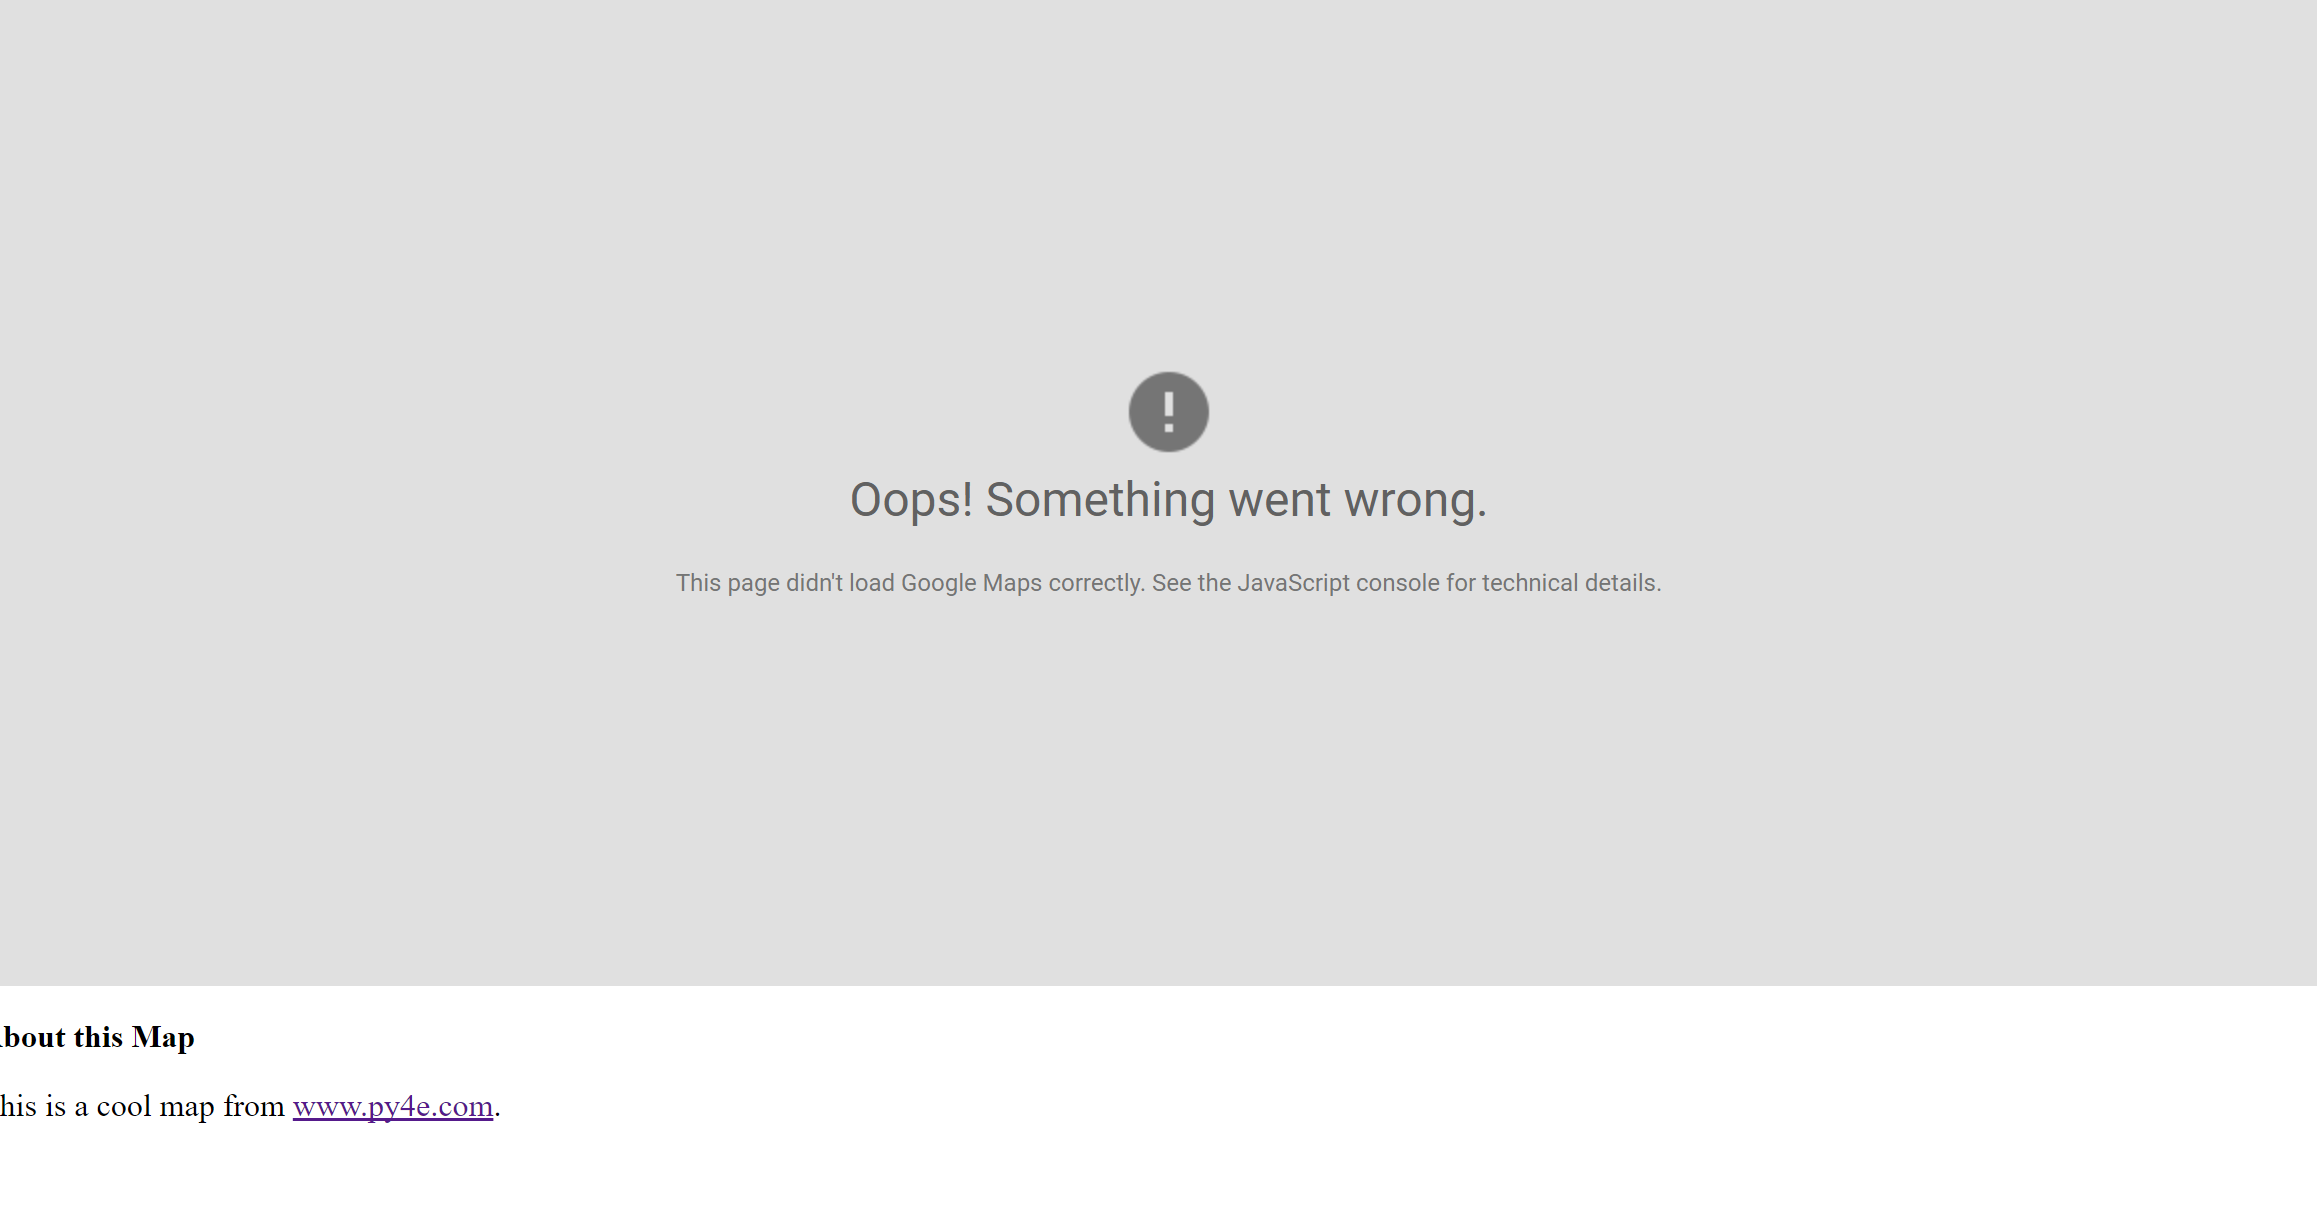 !
Oops! Something went wrong.
This page didn't load Google Maps correctly. See the JavaScript console for technical details.
bout this Map
his is a cool map from www.py4e.com.